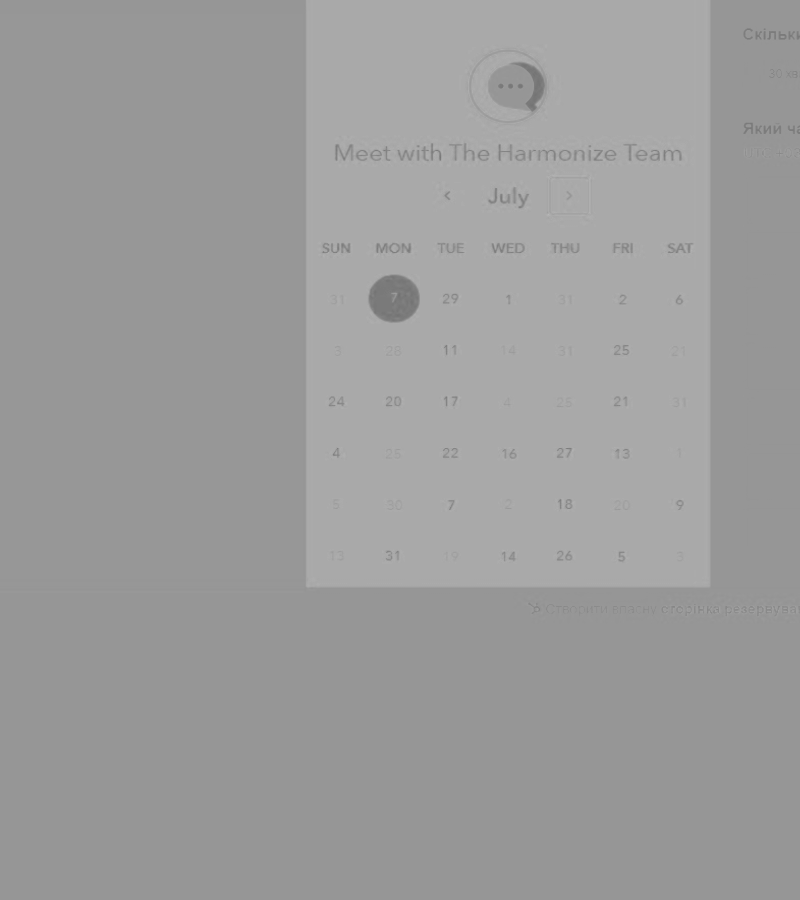 Скільки
30 хв
Який ча
Meet with The Harmonize Team
July
SUN MON TUE WED THU FRI SAT
31 7 29 1 31 2 6
3 28 11 14 31 25 21
24 20 17 4 25 21 31
4 25 22 16 27 13 1
5 30 7 2 18 20 9
13 31 19 14 26 5 3
Створити власну сторінка резервува